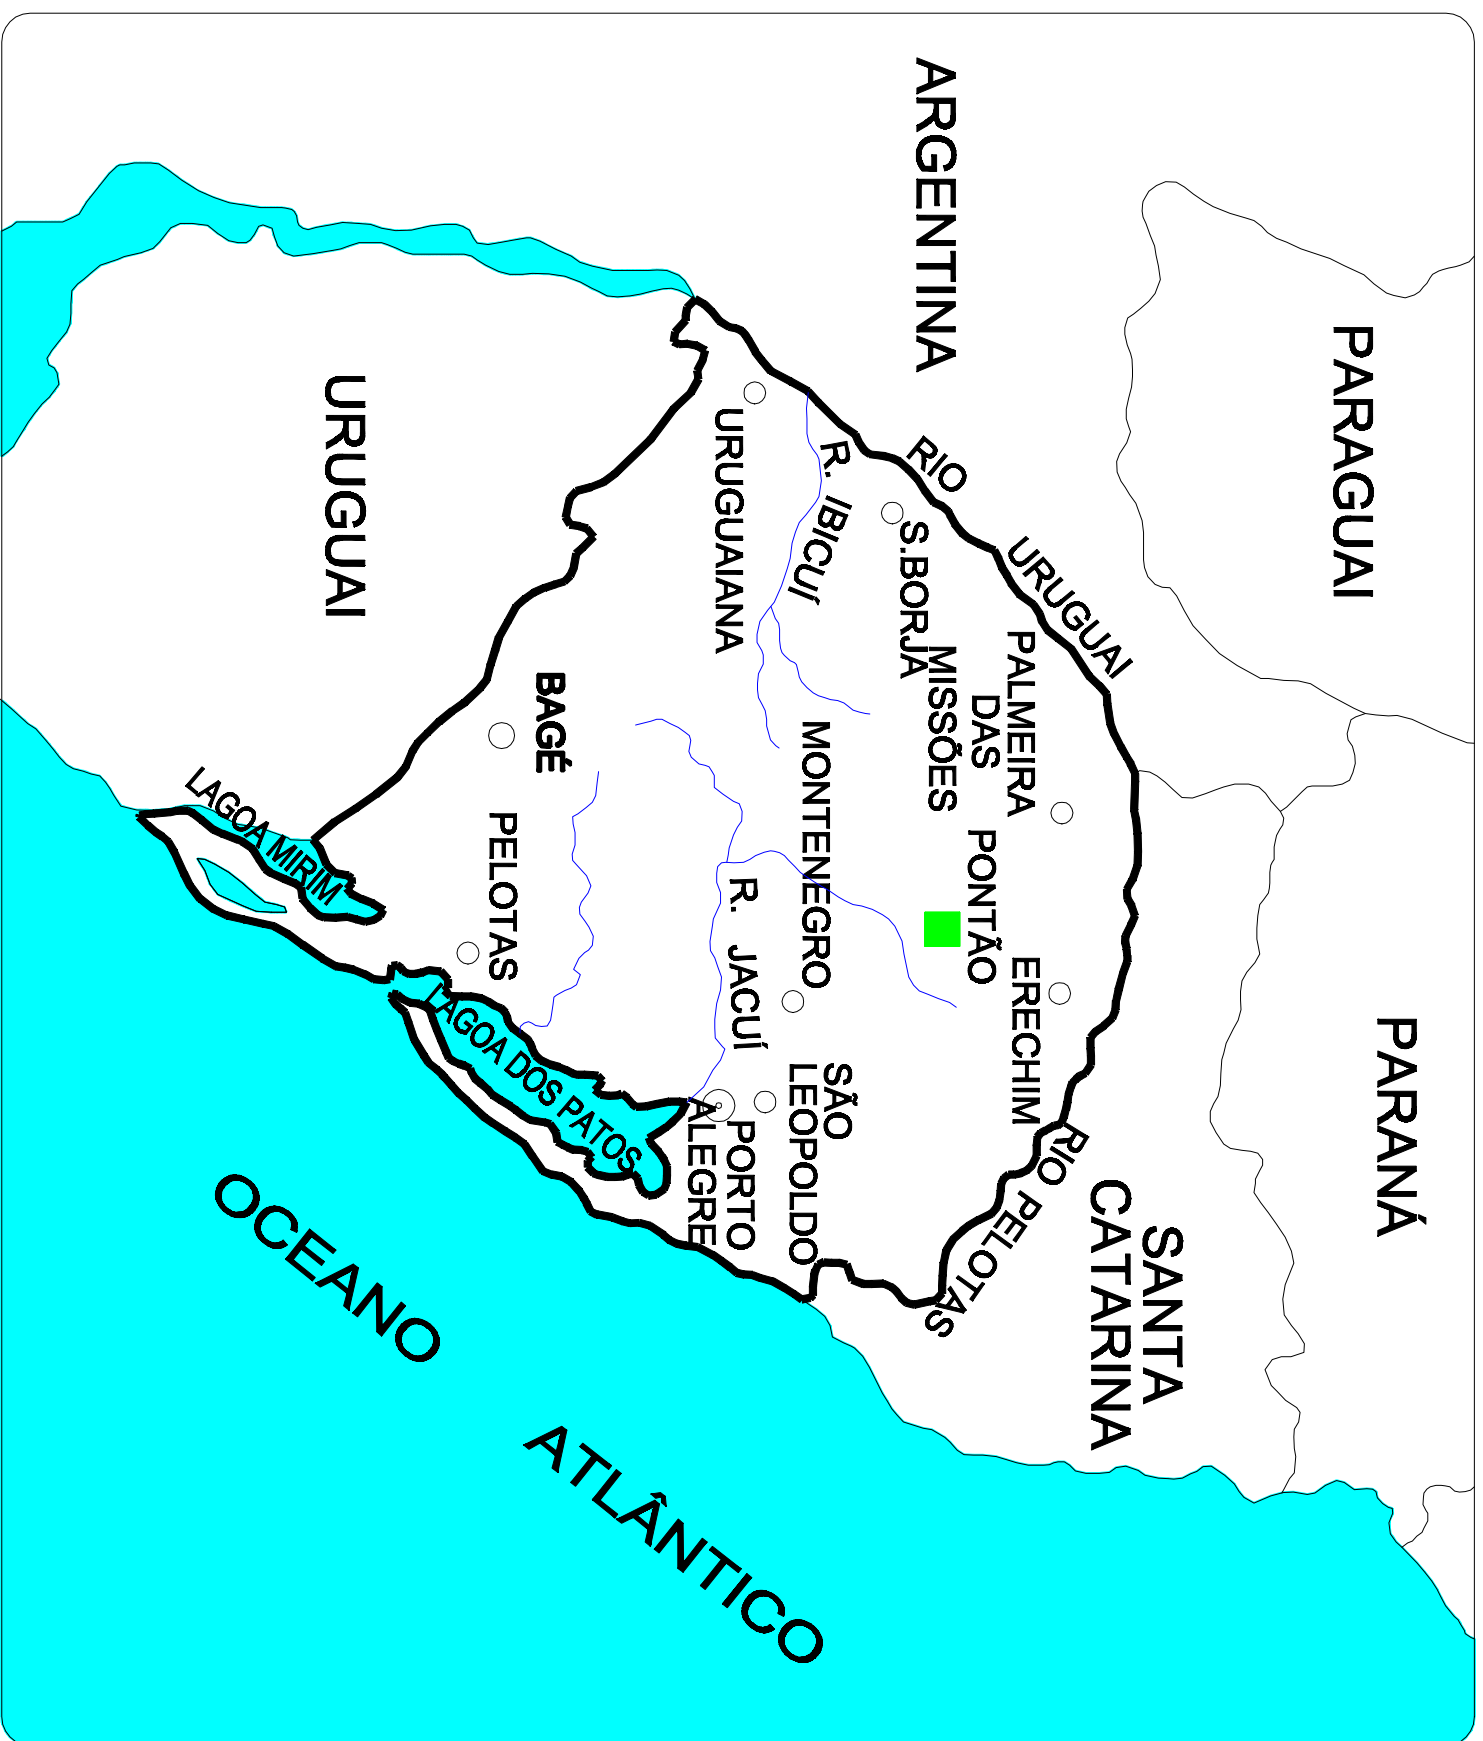 PARAGUAI
PARANÁ
SANTA
CATARINA
ARGENTINA
RIO
URUGUAI
RIO PELOTAS
PALMEIRA
DAS
MISSÕES
ERECHIM
PONTÃO
S.BORJA
R. IBICUÍ
MONTENEGRO
SÃO
LEOPOLDO
URUGUAIANA
R. JACUÍ
PORTO
ALEGRE
BAGÉ
PELOTAS
LAGOA DOS PATOS
LAGOA MIRIM
URUGUAI
OCEANO
ATLÂNTICO